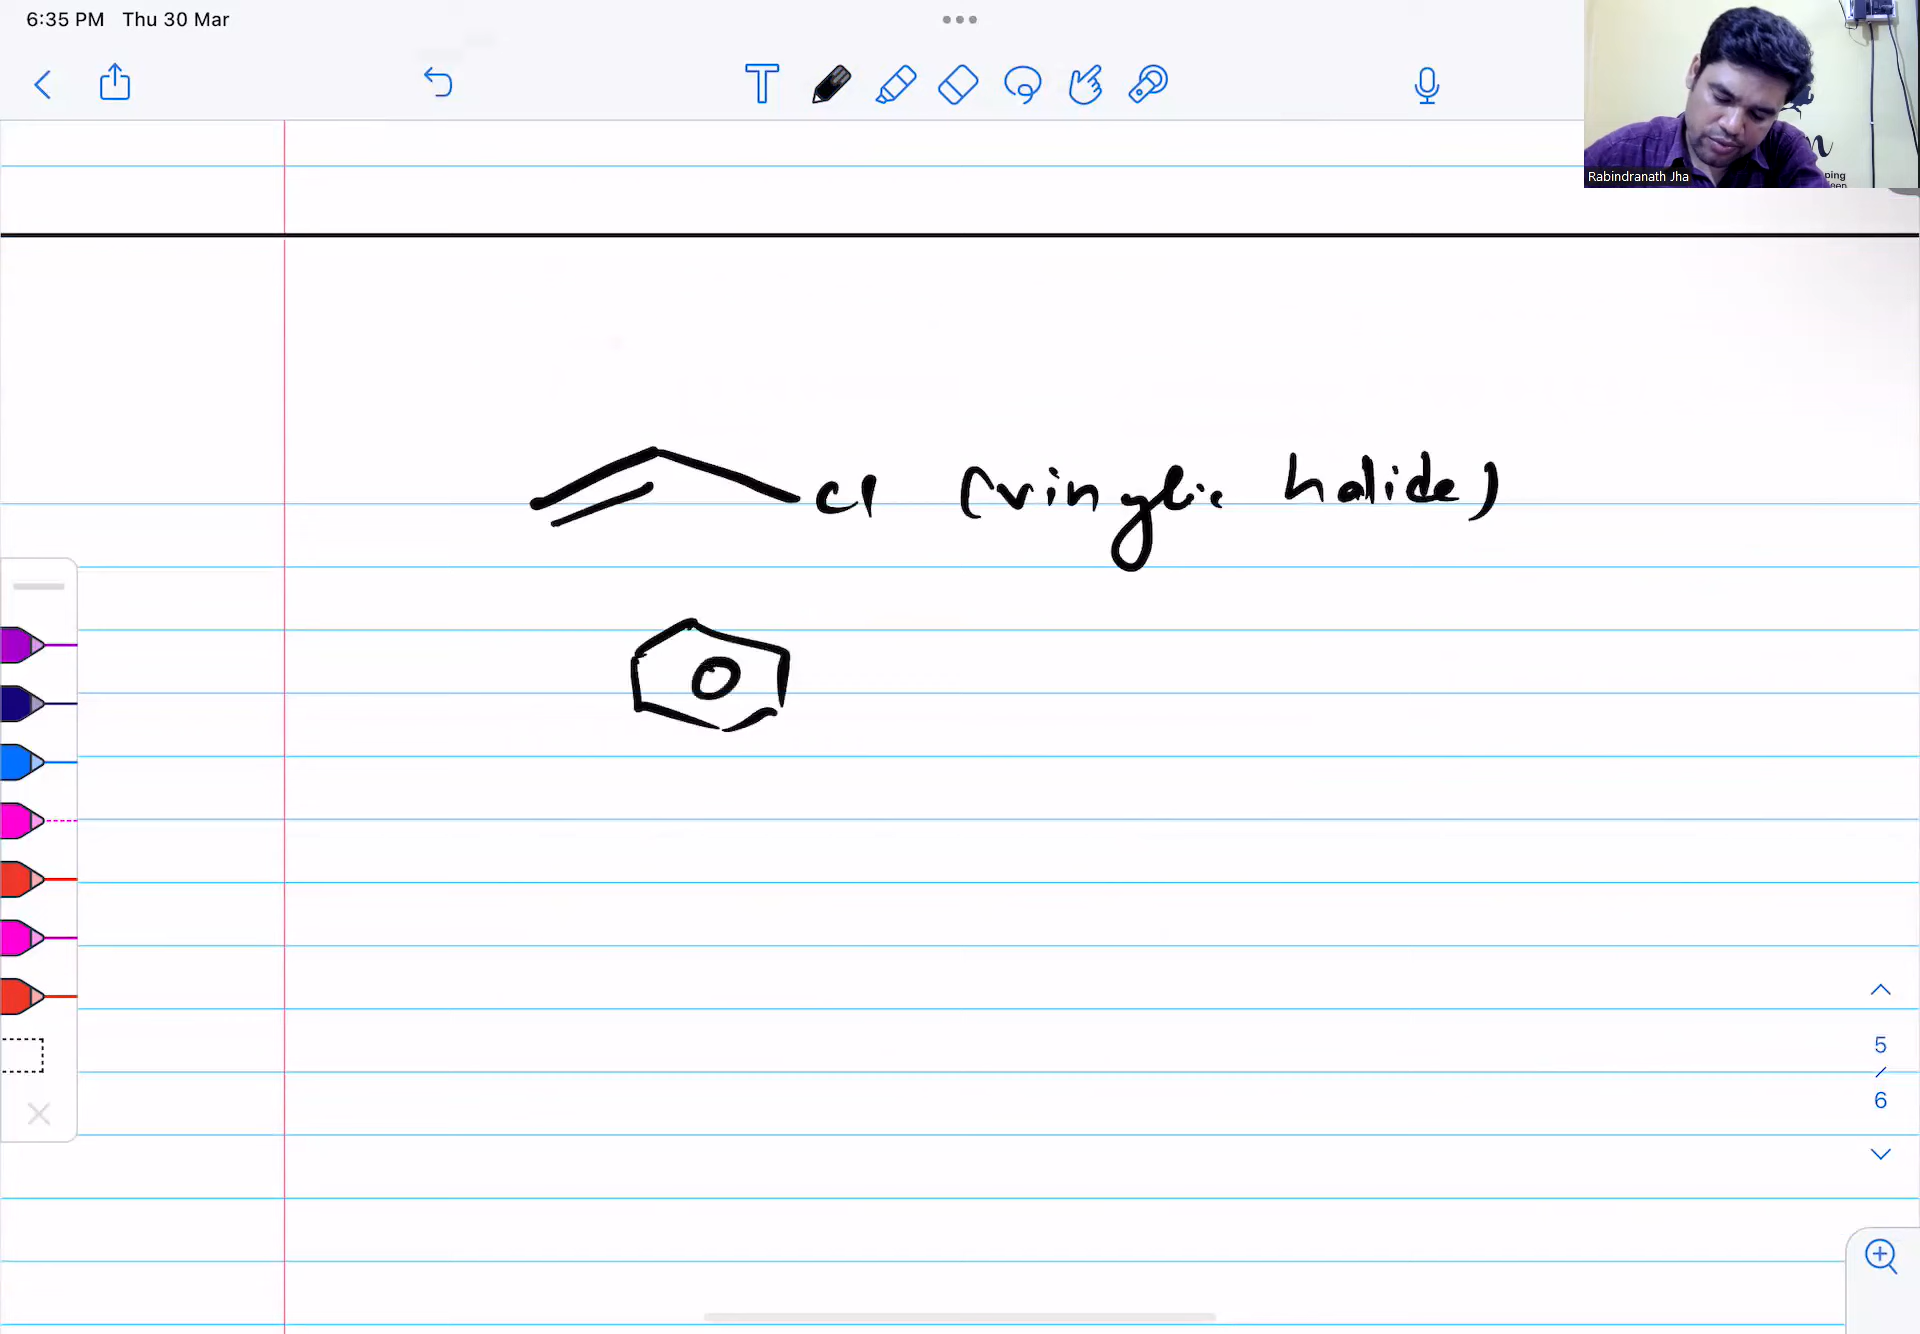 6:35 PM Thu 30 Mar
Rabindranath Jha
Cl (vinylic halide)
5
6